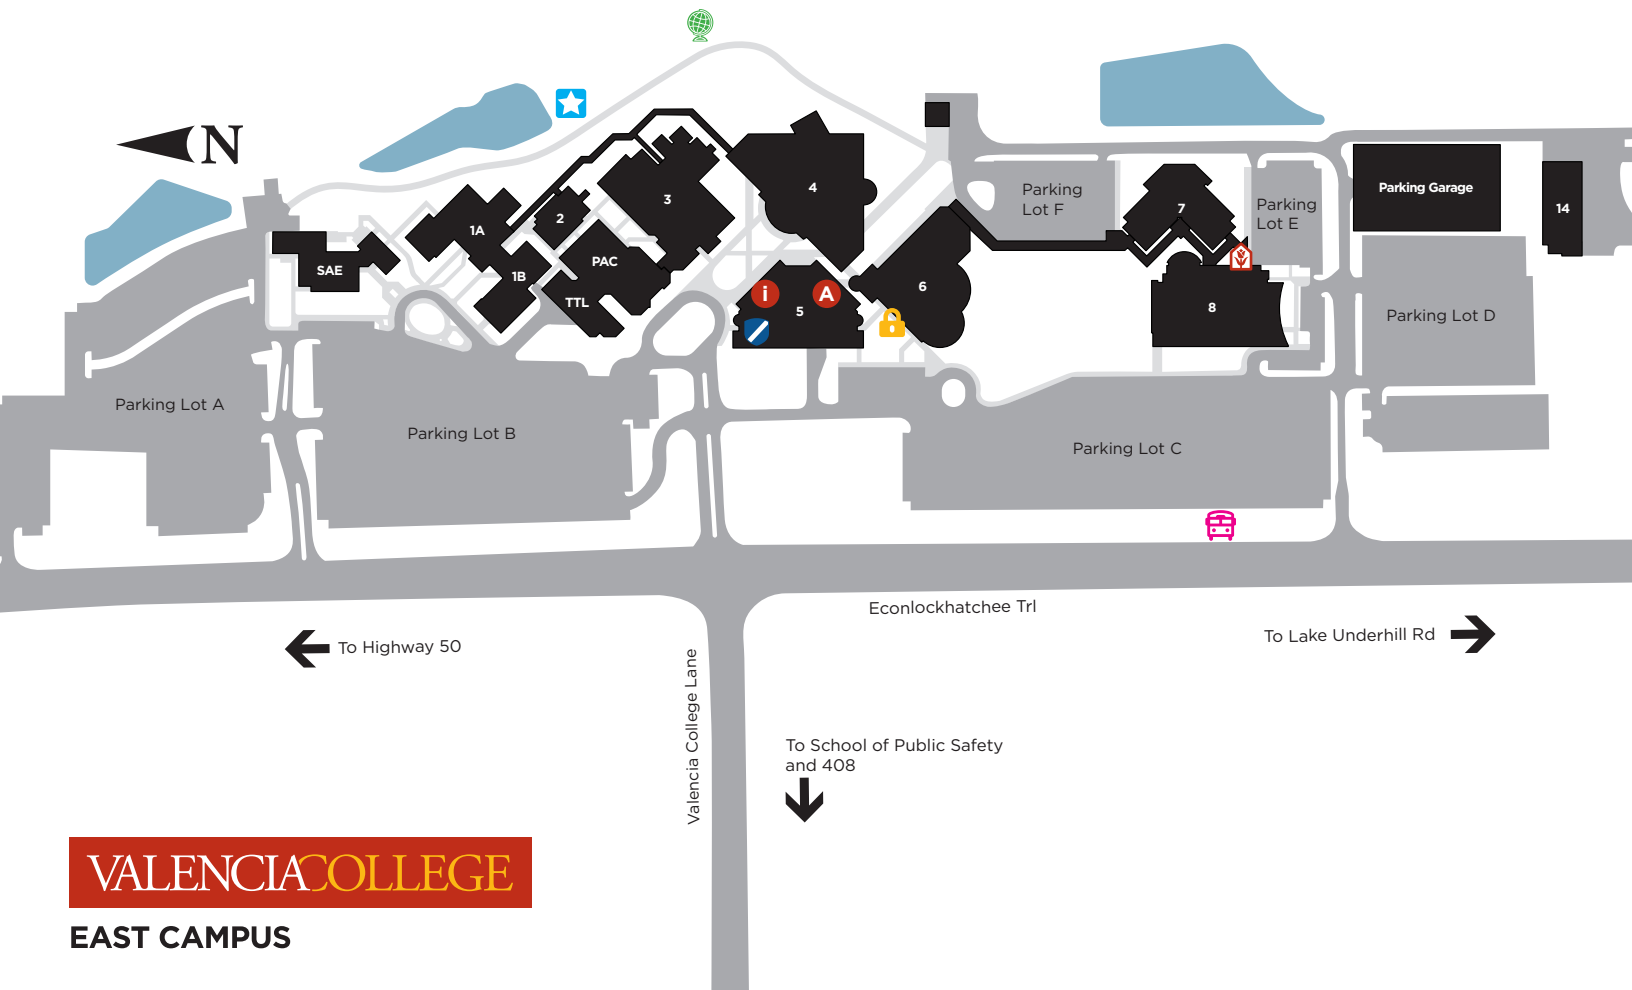 N
4
3
Parking
Lot F
Parking Garage
7
14
Parking
Lot E
2
1A
SAE
PAC
1B
TTL
6
i
A
5
8
Parking Lot D
Parking Lot A
Parking Lot B
Parking Lot C
Econlockhatchee Trl
To Highway 50
To Lake Underhill Rd
Valencia College Lane
To School of Public Safety
and 408
VALENCIACOLLEGE
EAST CAMPUS